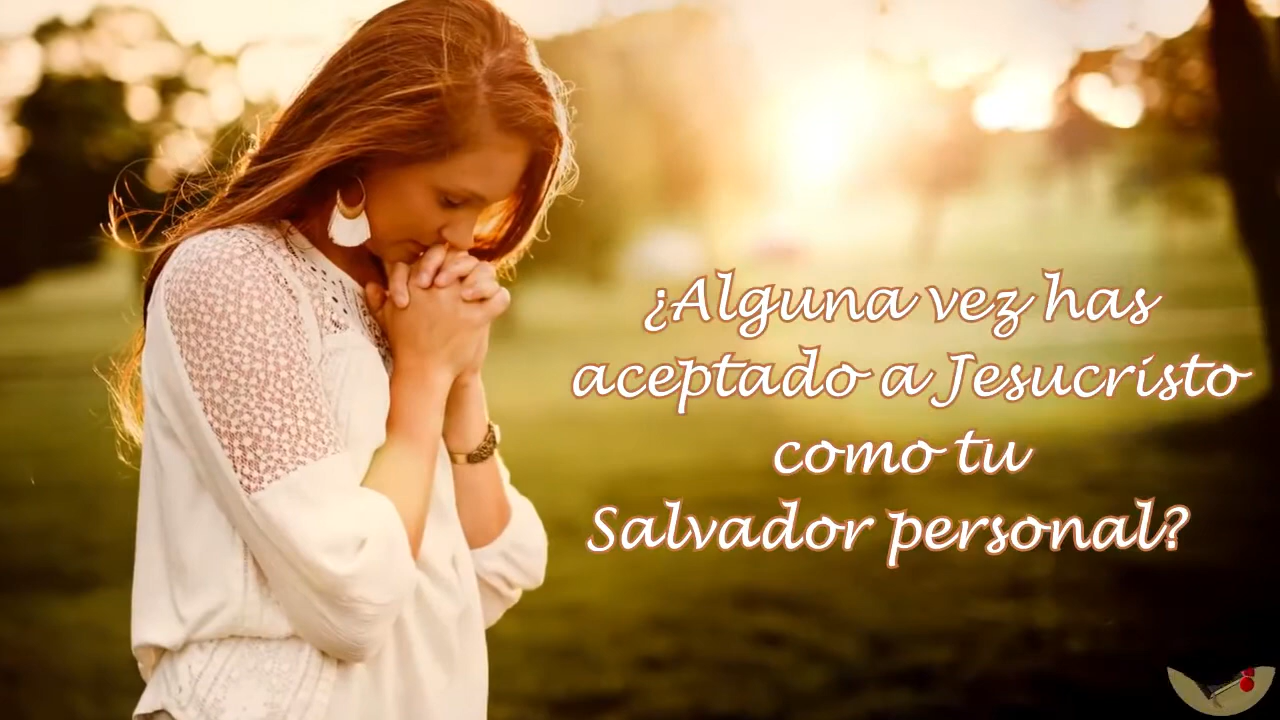 ¿Alguna vez has
aceptado a Jesucristo
como tu
Salvador personal?